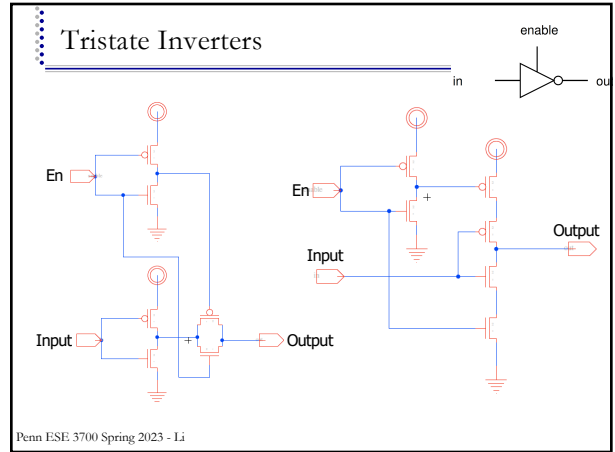 Tristate Inverters
enable
in
ou
En
Input
Output
En
Input
Output
Penn ESE 3700 Spring 2023 - Li